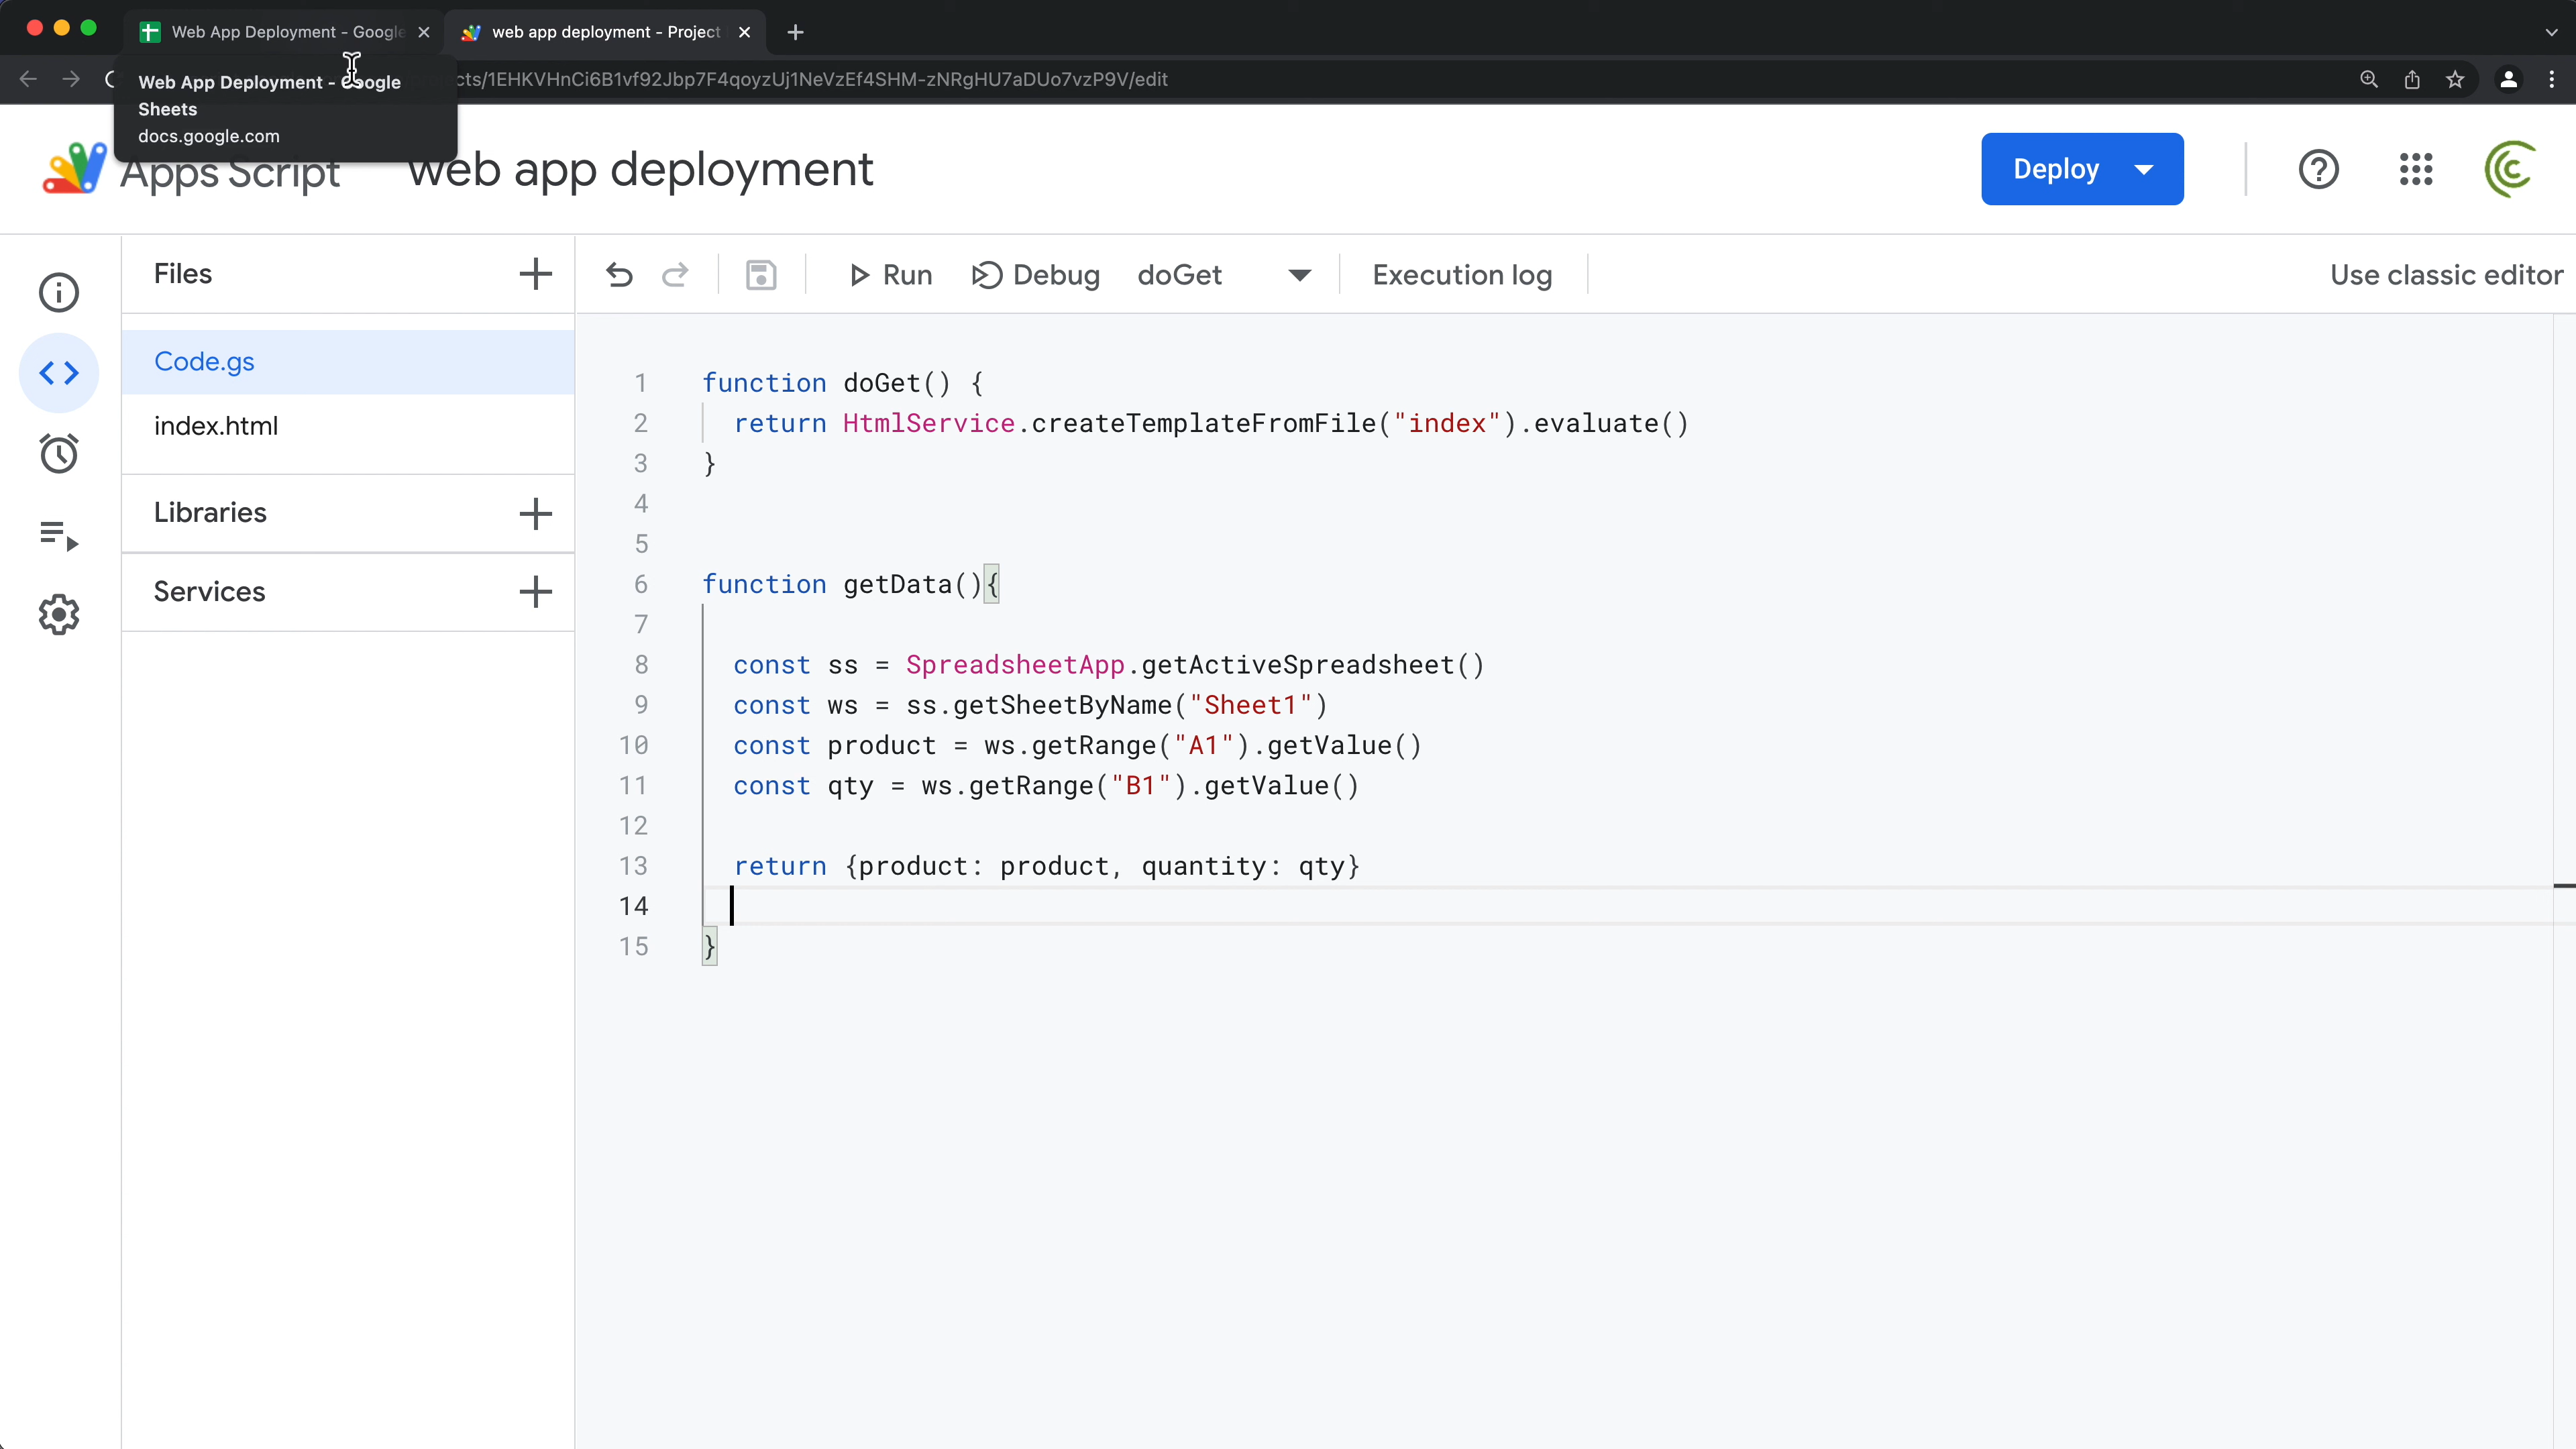 Web App Deployment - Google
web app deployment - Project
Web App Deployment - Google
Sheets
docs.google.com
cts/1EHKVHnCi6B1vf92Jbp7F4qoyzUj1NeVzEf4SHM-zNRgHU7aDUo7vzP9V/edit
Apps Script
web app deployment
Deploy
Files
Run
Debug
doGet
Execution log
Use classic editor
Code.gs
index.html
Libraries
Services
1 function doGet() {
2 return HtmlService.createTemplateFromFile("index").evaluate()
3 }
4
5
6 function getData(){
7
8 const ss = SpreadsheetApp.getActiveSpreadsheet()
9 const ws = ss.getSheetByName("Sheet1")
10 const product = ws.getRange("A1").getValue()
11 const qty = ws.getRange("B1").getValue()
12
13 return {product: product, quantity: qty}
14
15 }